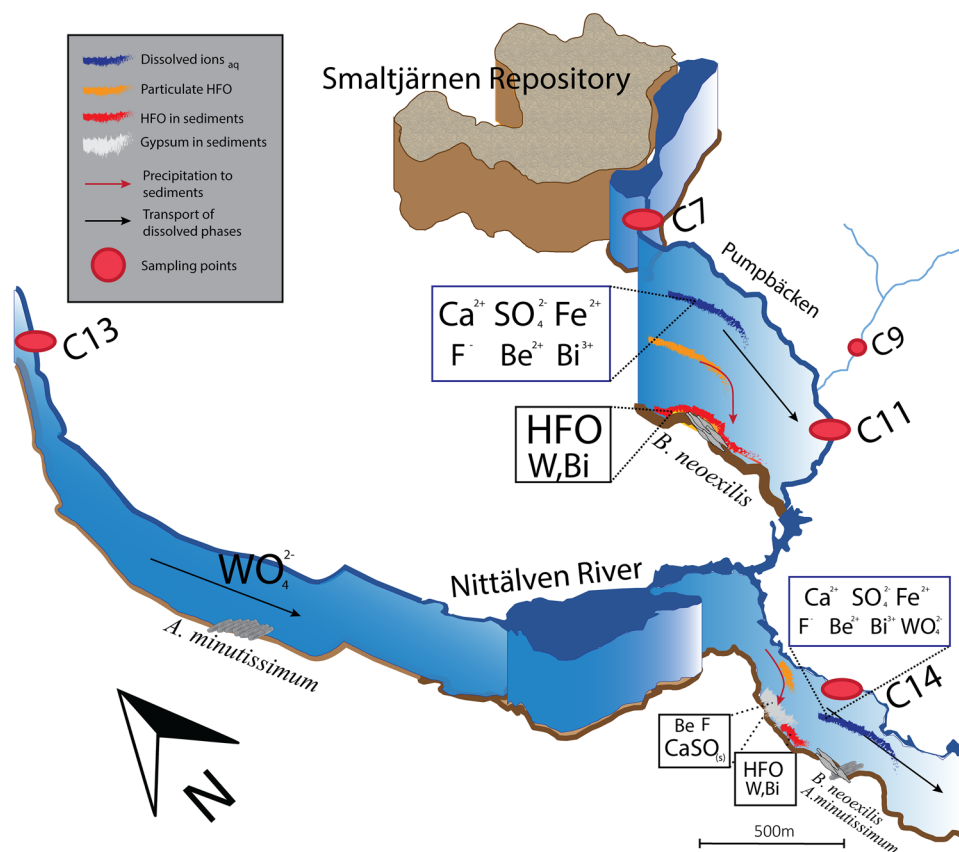 Smaltjärnen Repository
Dissolved ions aq
Particulate HFO
HFO in sediments
Gypsum in sediments
Precipitation to
sediments
Transport of
dissolved phases
Sampling points
C7
Pumpbäcken
C9
C11
C13
Ca2+ SO42- Fe2+
F- Be2+ Bi3+
HFO
W,Bi
B. neoexilis
WO42-
A. minutissimum
Nittälven River
Ca2+ SO42- Fe2+
F- Be2+ Bi3+ WO42-
C14
Be F
CaSO(s)
HFO
W,Bi
B. neoexilis
A.minutissimum
N
500m